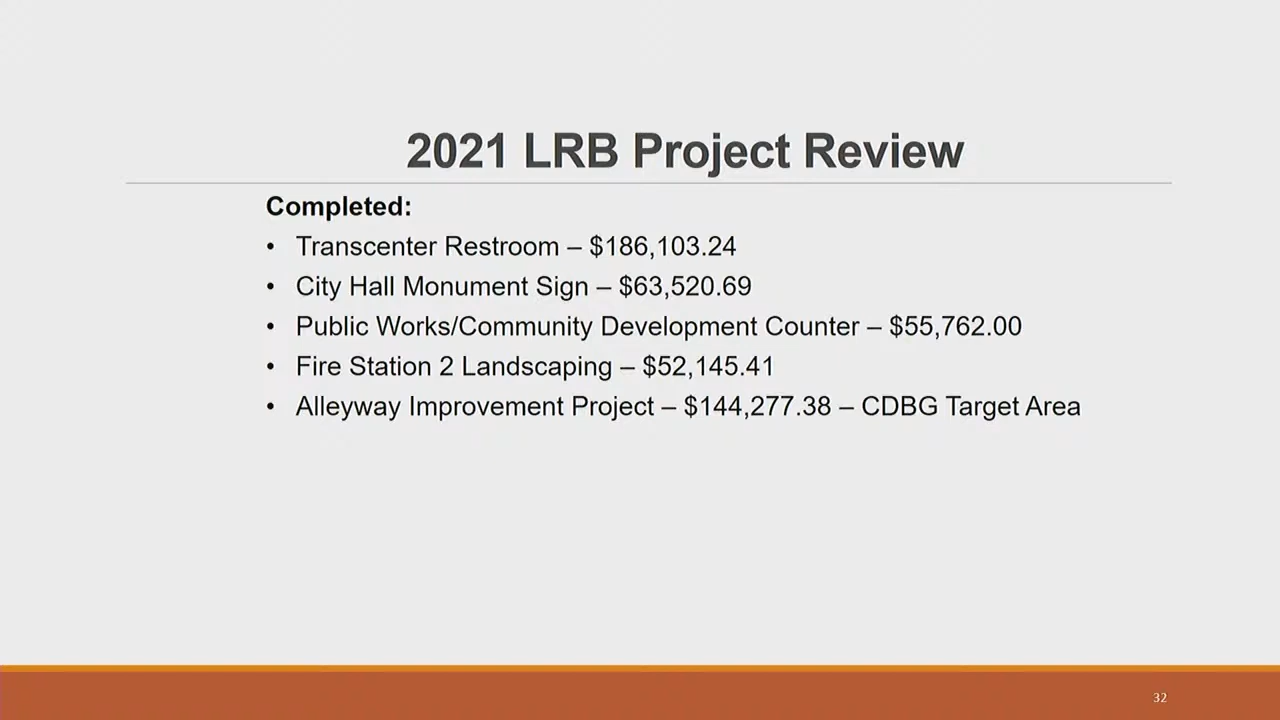 2021 LRB Project Review
Completed:
• Transcenter Restroom – $186,103.24
• City Hall Monument Sign – $63,520.69
• Public Works/Community Development Counter – $55,762.00
• Fire Station 2 Landscaping – $52,145.41
• Alleyway Improvement Project – $144,277.38 – CDBG Target Area
32